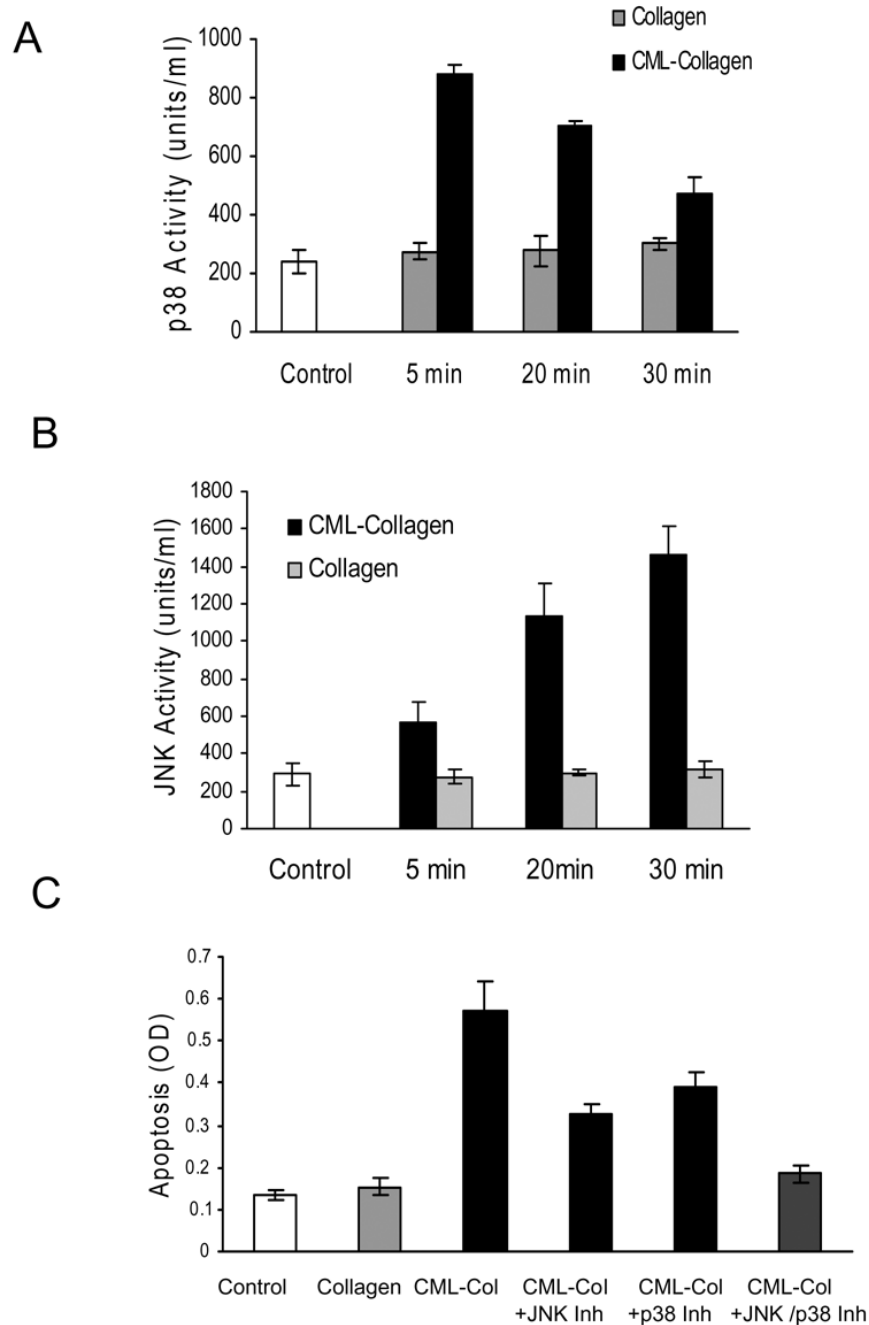 A
Collagen
CML-Collagen
p38 Activity (units/ml)
1000
800
600
400
200
0
Control 5 min 20 min 30 min
B
CML-Collagen
Collagen
JNK Activity (units/ml)
1800
1600
1400
1200
1000
800
600
400
200
0
Control 5 min 20min 30 min
C
Apoptosis (OD)
0.7
0.6
0.5
0.4
0.3
0.2
0.1
0
Control Collagen CML-Col CML-Col CML-Col CML-Col
+JNK Inh +p38 Inh +JNK /p38 Inh